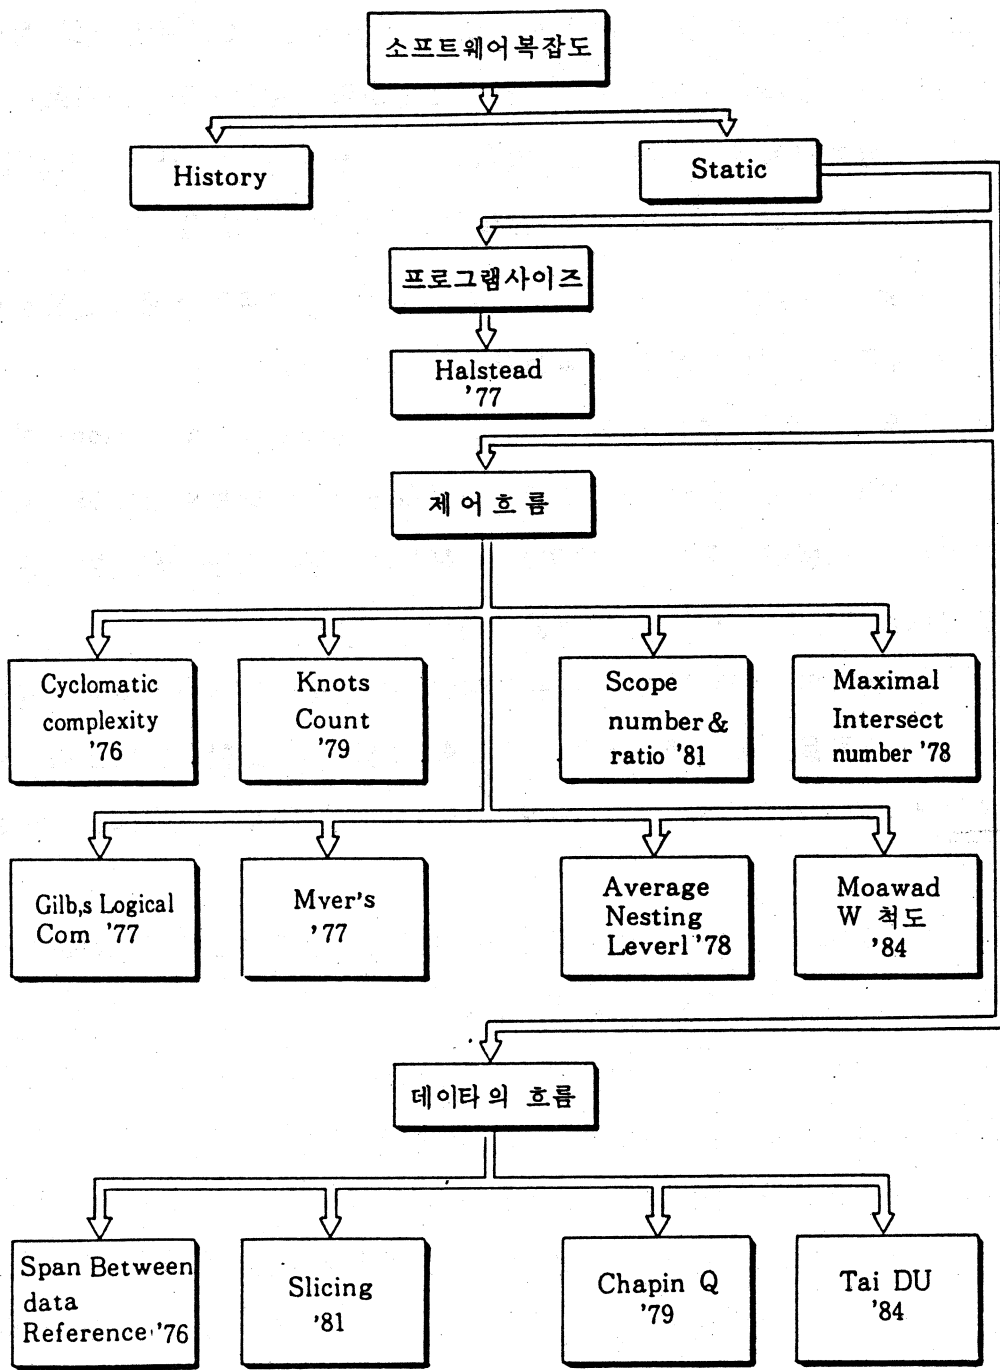 소프트웨어복잡도
History
Static
프로그램사이즈
Halstead
'77
제어흐름
Cyclomatic
complexity
'76
Knots
Count
'79
Scope
number &
ratio '81
Maximal
Intersect
number '78
Gilb,s Logical
Com '77
Mver's
'77
Average
Nesting
Leverl '78
Moawad
W 척도
'84
데이타의 흐름
Span Between
data
Reference '76
Slicing
'81
Chapin Q
'79
Tai DU
'84